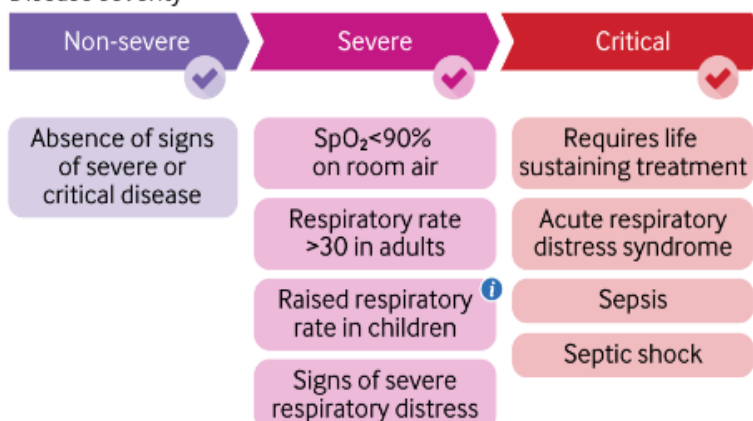 Disease severity
Non-severe
Severe
Critical
Absence of signs
of severe or
critical disease
SpO₂<90%
on room air
Respiratory rate
>30 in adults
Raised respiratory
rate in children
i
Signs of severe
respiratory distress
Requires life
sustaining treatment
Acute respiratory
distress syndrome
Sepsis
Septic shock